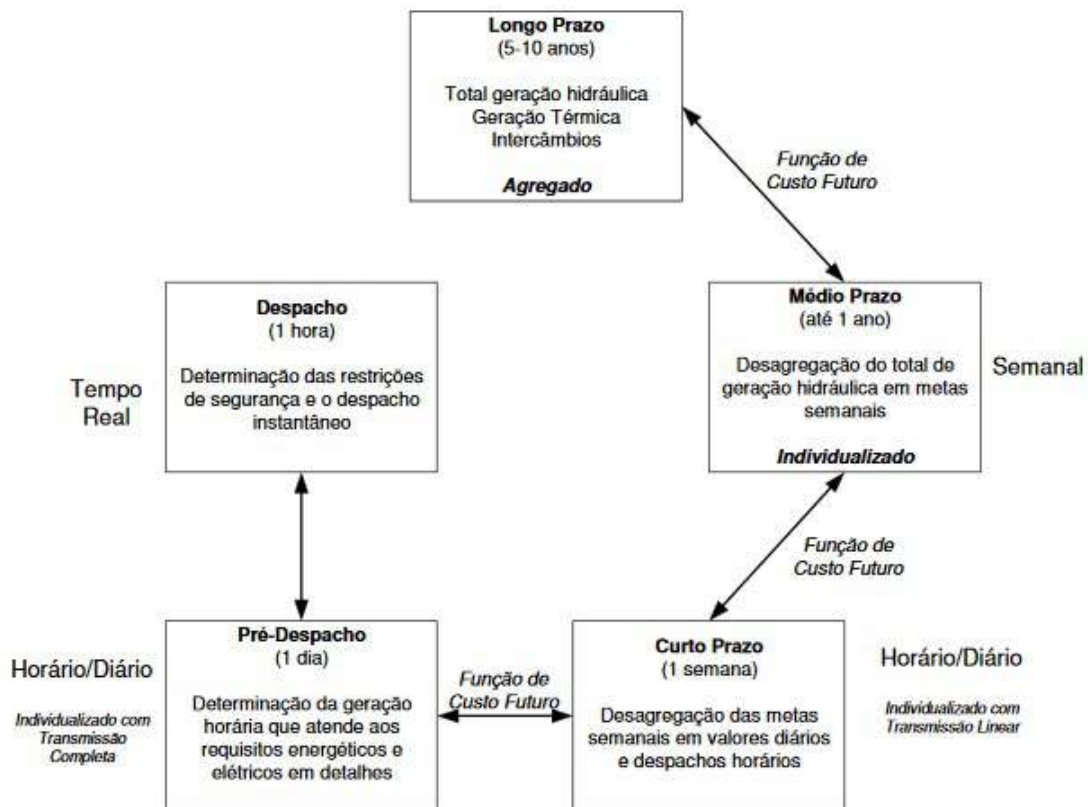 Longo Prazo
(5-10 anos)
Total geração hidráulica
Geração Térmica
Intercâmbios
Agregado
Função de
Custo Futuro
Despacho
(1 hora)
Determinação das restrições
de segurança e o despacho
instantâneo
Tempo
Real
Médio Prazo
(até 1 ano)
Desagregação do total de
geração hidráulica em metas
semanais
Individualizado
Semanal
Função de
Custo Futuro
Pré-Despacho
(1 dia)
Determinação da geração
horária que atende aos
requisitos energéticos e
elétricos em detalhes
Horário/Diário
Individualizado com
Transmissão
Completa
Função de
Custo Futuro
Curto Prazo
(1 semana)
Desagregação das metas
semanais em valores diários
e despachos horários
Horário/Diário
Individualizado com
Transmissão Linear